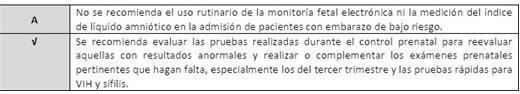 A
No se recomienda el uso rutinario de la monitoría fetal electrónica ni la medición del índice
de líquido amniótico en la admisión de pacientes con embarazo de bajo riesgo.
√
Se recomienda evaluar las pruebas realizadas durante el control prenatal para reevaluar
aquellas con resultados anormales y realizar o complementar los exámenes prenatales
pertinentes que hagan falta, especialmente los del tercer trimestre y las pruebas rápidas para
VIH y sífilis.